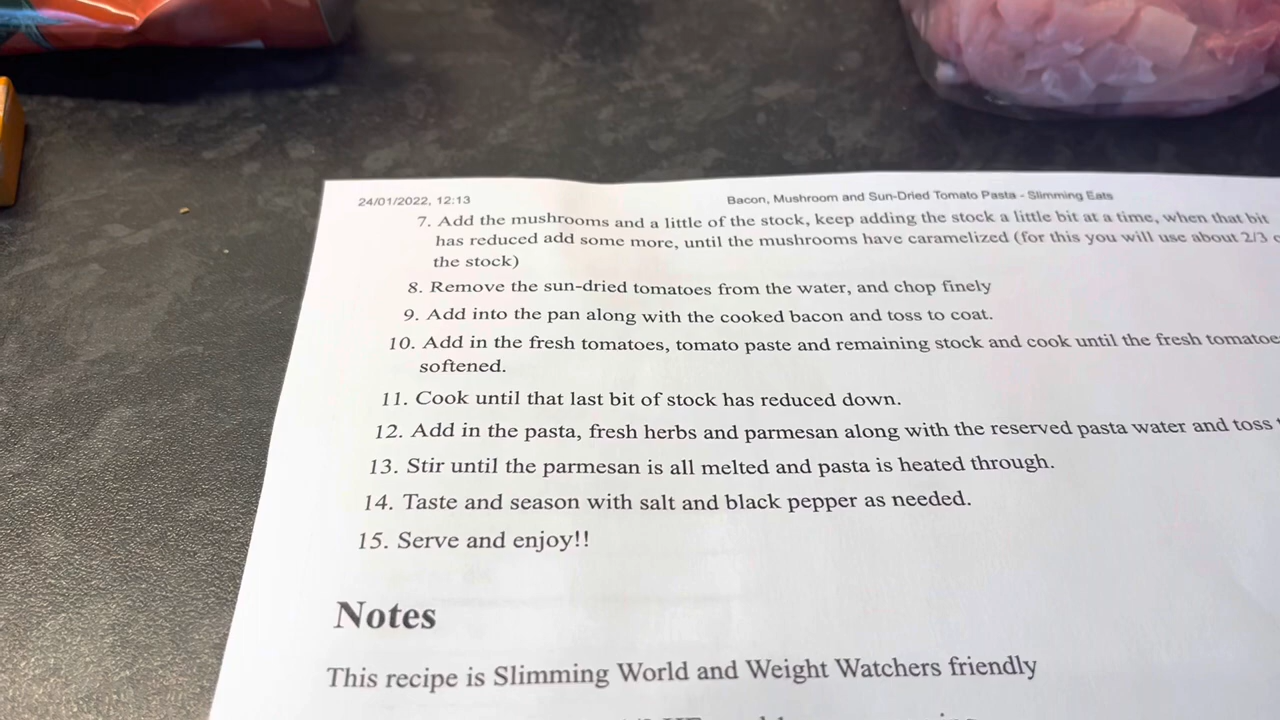 24/01/2022, 12:13 Bacon, Mushroom and Sun-Dried Tomato Pasta - Slimming Eats
7. Add the mushrooms and a little of the stock, keep adding the stock a little bit at a time, when that bit
has reduced add some more, until the mushrooms have caramelized (for this you will use about 2/3
the stock)
8. Remove the sun-dried tomatoes from the water, and chop finely
9. Add into the pan along with the cooked bacon and toss to coat.
10. Add in the fresh tomatoes, tomato paste and remaining stock and cook until the fresh tomatoe
softened.
11. Cook until that last bit of stock has reduced down.
12. Add in the pasta, fresh herbs and parmesan along with the reserved pasta water and toss
13. Stir until the parmesan is all melted and pasta is heated through.
14. Taste and season with salt and black pepper as needed.
15. Serve and enjoy!!
Notes
This recipe is Slimming World and Weight Watchers friendly